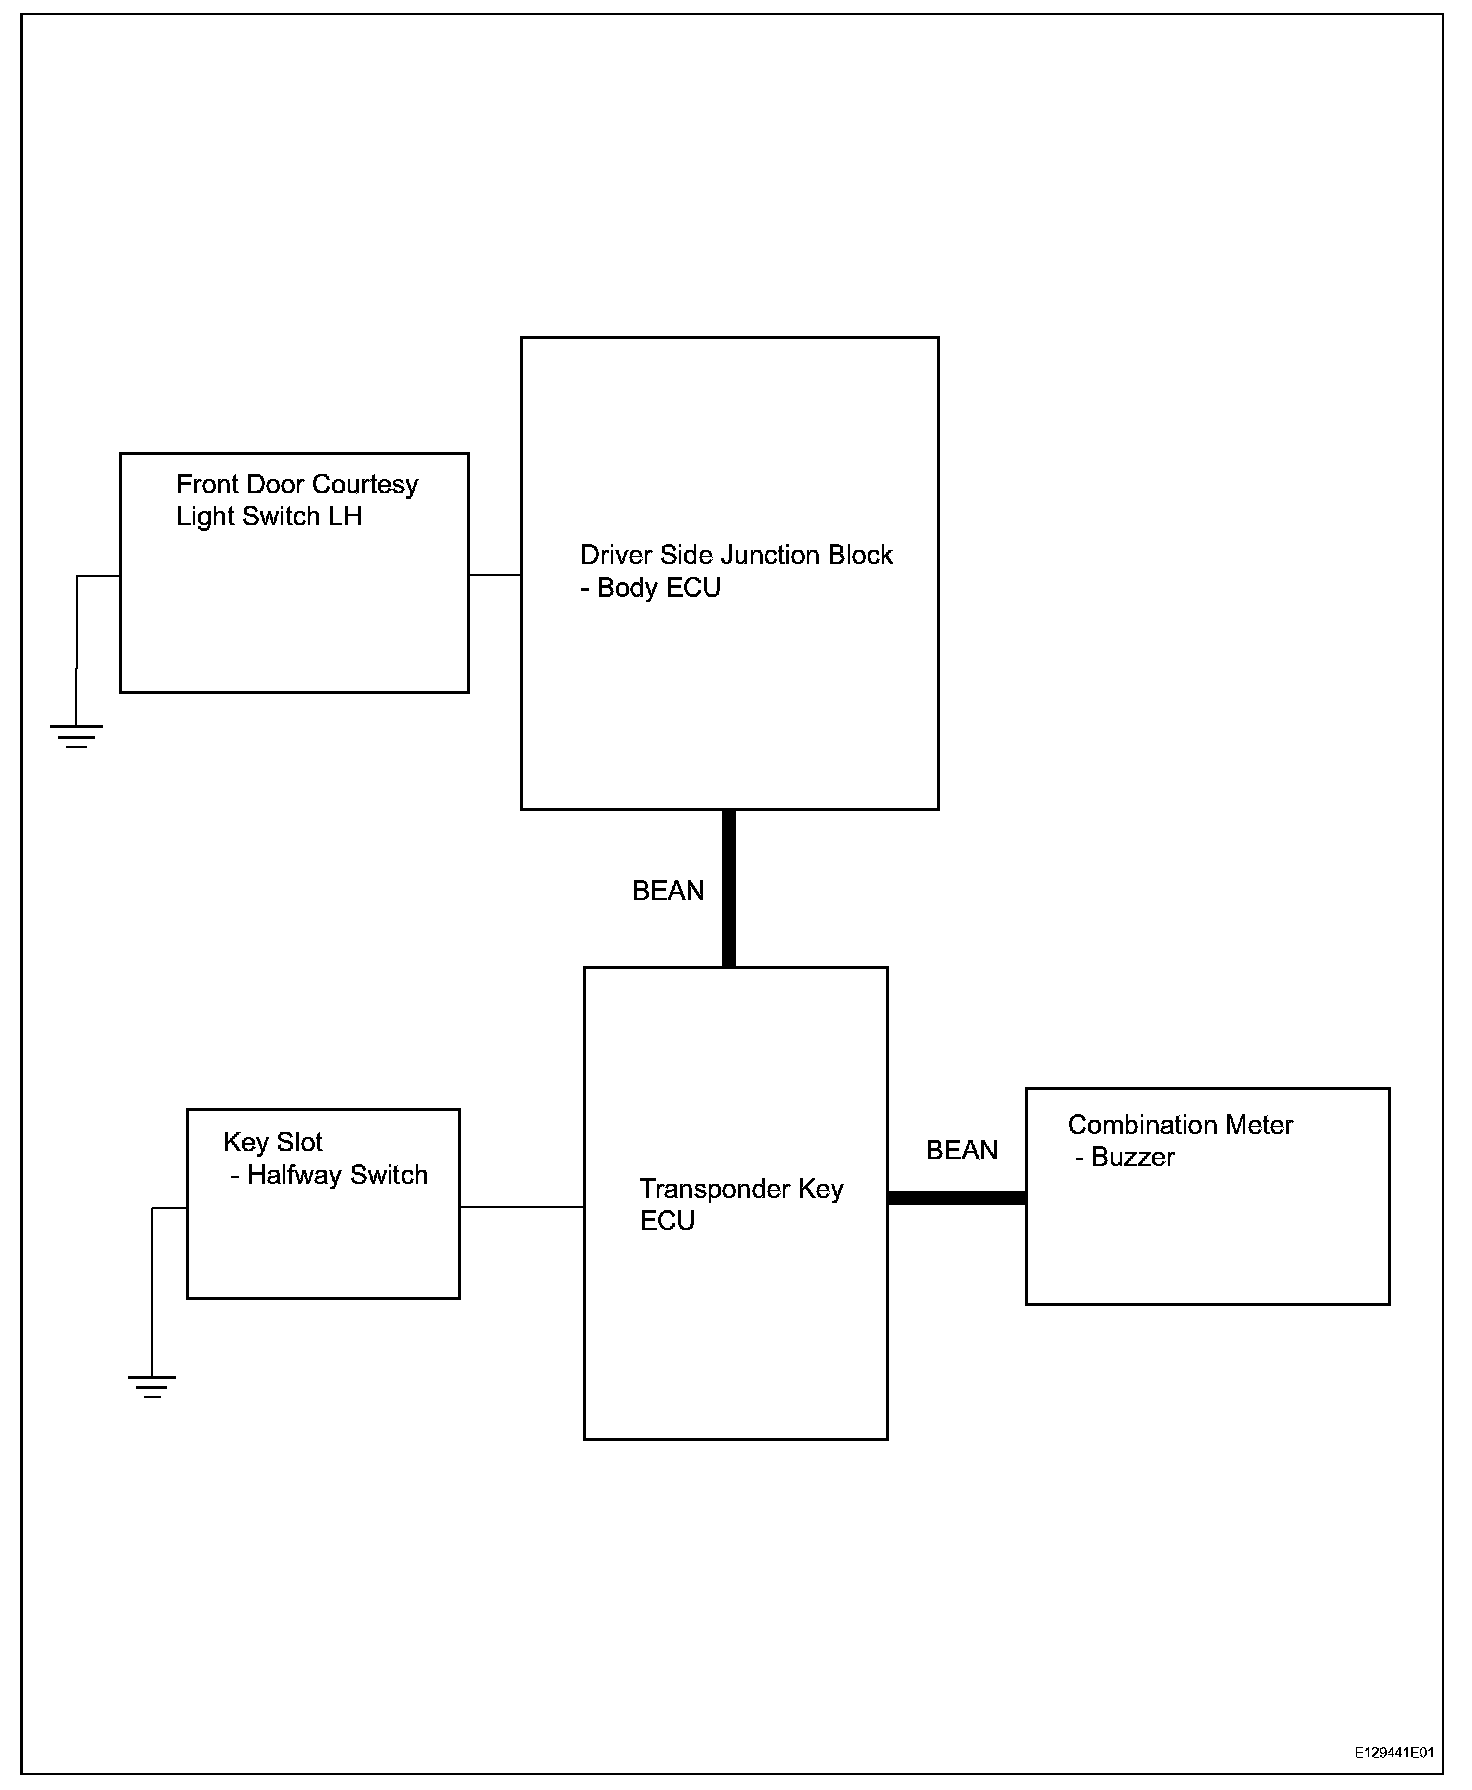 Front Door Courtesy
Light Switch LH
Driver Side Junction Block
- Body ECU
BEAN
Key Slot
- Halfway Switch
Transponder Key
ECU
BEAN
Combination Meter
- Buzzer
E129441E01